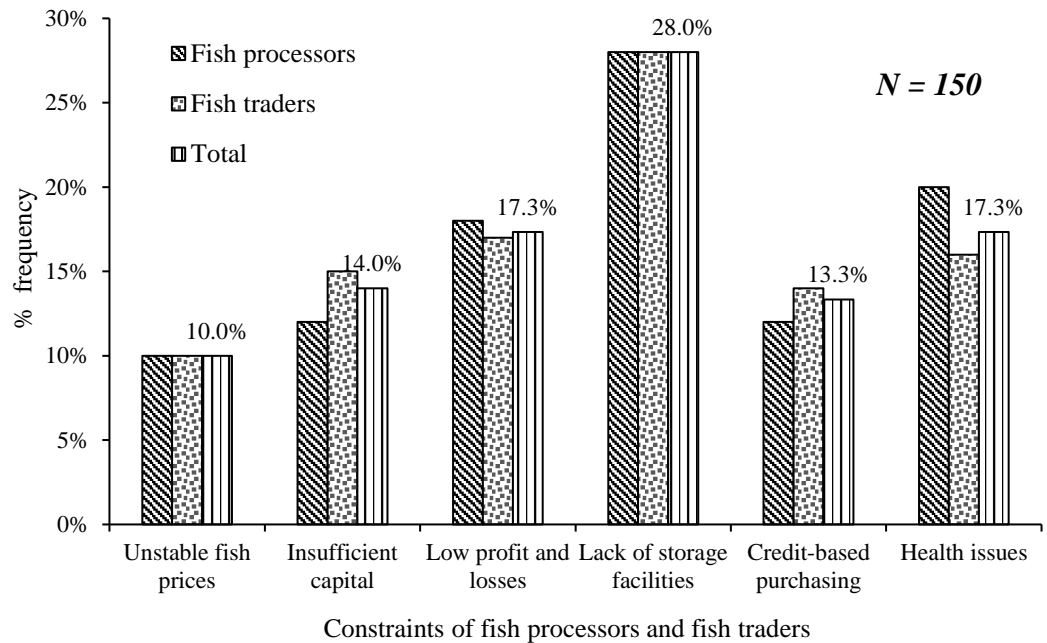 30%
25%
20%
15%
10%
5%
0%
% frequency
Fish processors
Fish traders
Total
N = 150
10.0%
14.0%
17.3%
28.0%
13.3%
17.3%
Unstable fish
prices
Insufficient
capital
Low profit and
losses
Lack of storage
facilities
Credit-based
purchasing
Health issues
Constraints of fish processors and fish traders